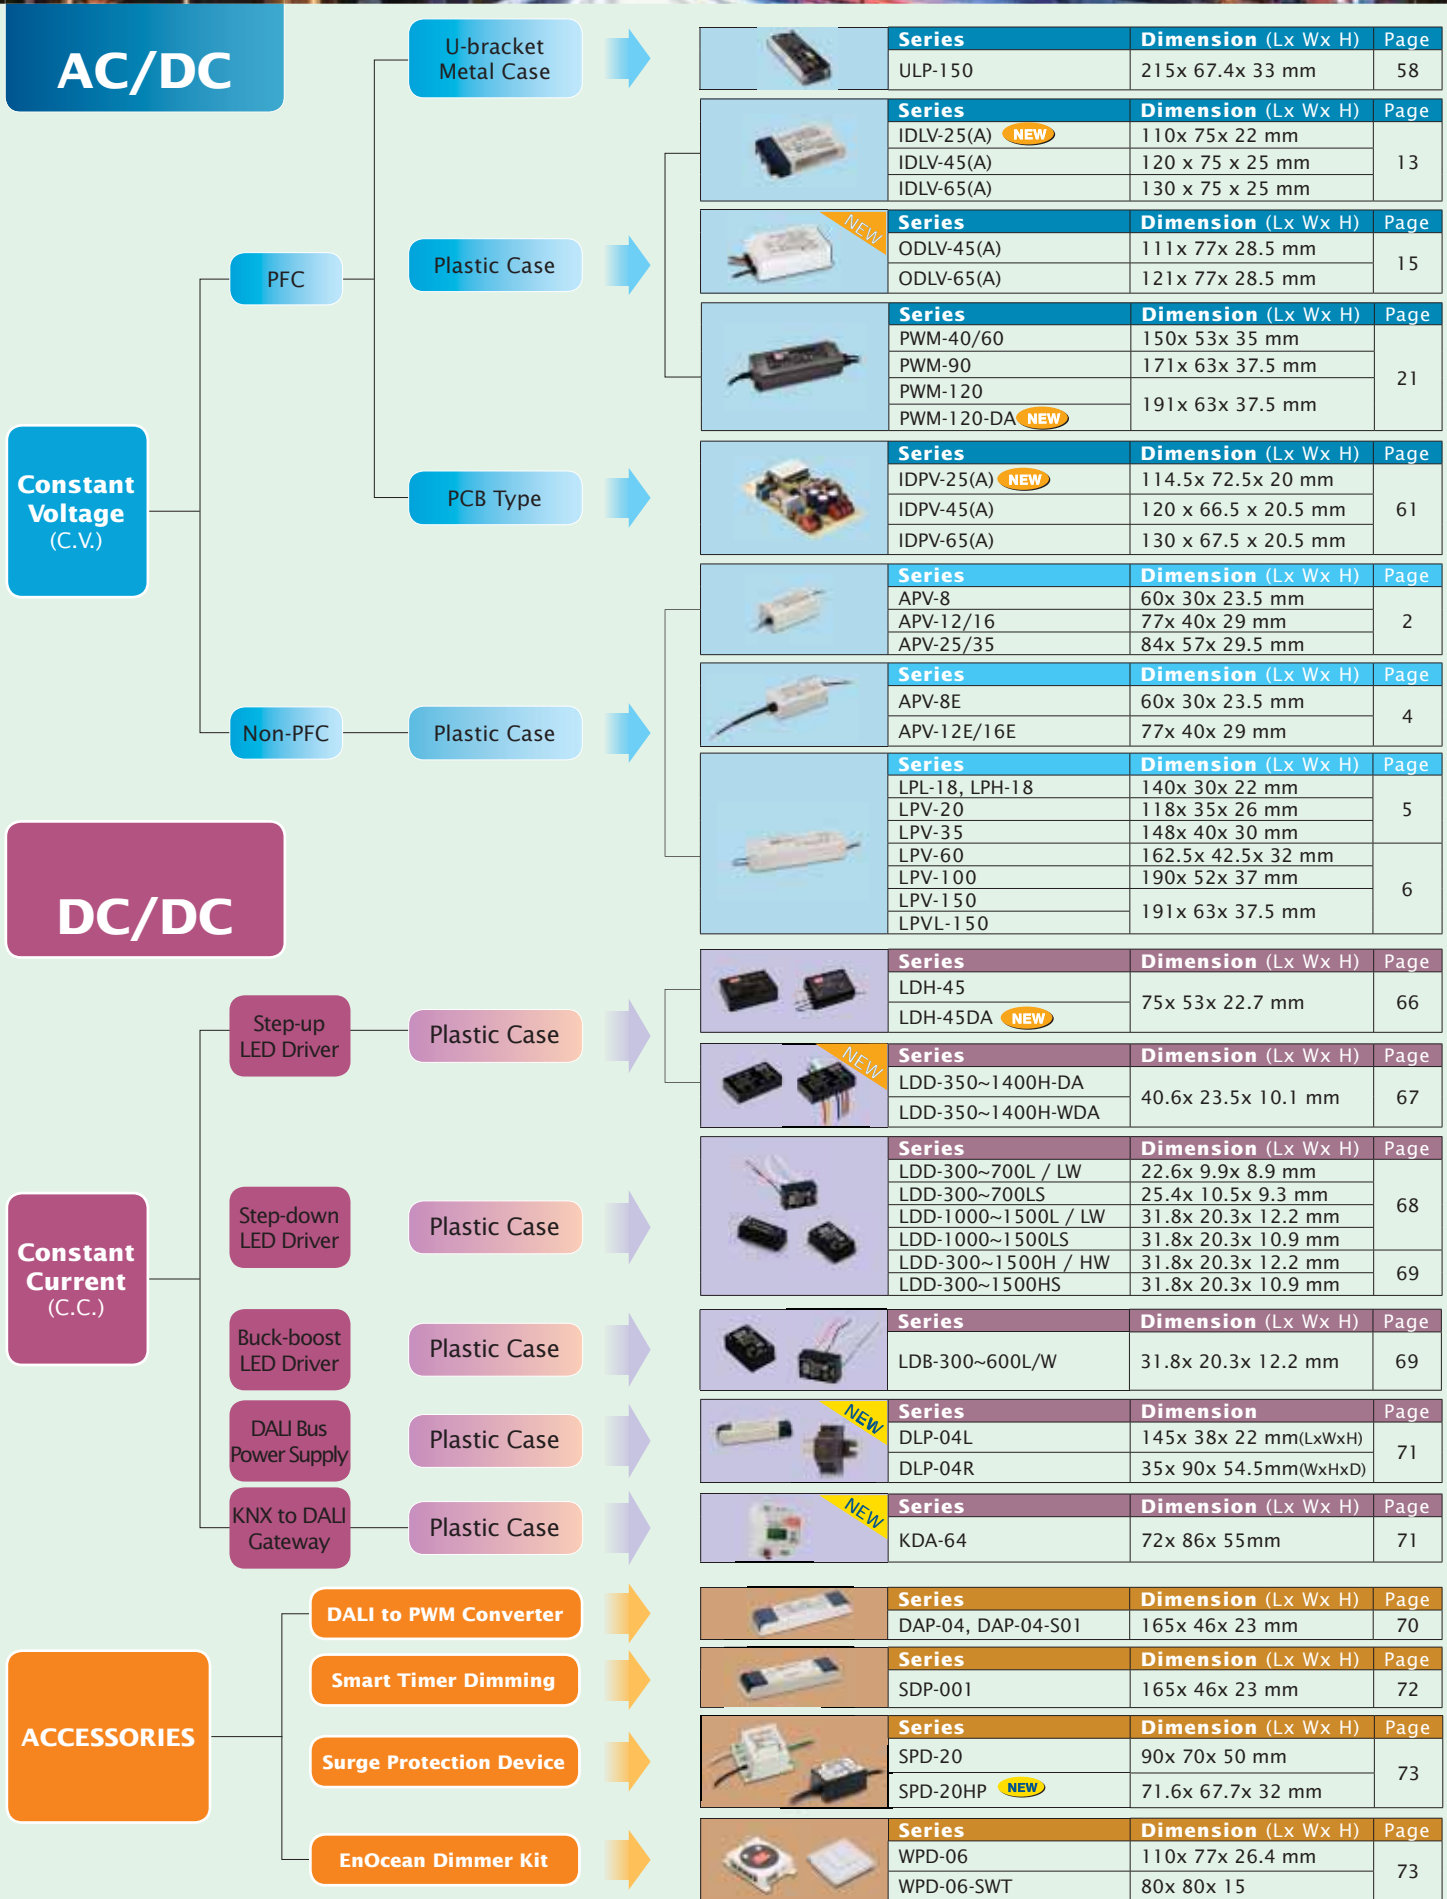 AC/DC
U-bracket
Metal Case
Series Dimension (Lx Wx H) Page
ULP-150 215x 67.4x 33 mm 58
PFC
Plastic Case
Series Dimension (Lx Wx H) Page
IDLV-25(A) NEW 110x 75x 22 mm
IDLV-45(A) 120 x 75 x 25 mm 13
IDLV-65(A) 130 x 75 x 25 mm
NEW
Series Dimension (Lx Wx H) Page
ODLV-45(A) 111x 77x 28.5 mm 15
ODLV-65(A) 121x 77x 28.5 mm
Series Dimension (Lx Wx H) Page
PWM-40/60 150x 53x 35 mm 21
PWM-90 171x 63x 37.5 mm
PWM-120 191x 63x 37.5 mm
PWM-120-DA NEW
Constant
Voltage
(C.V.)
PCB Type
Series Dimension (Lx Wx H) Page
IDPV-25(A) NEW 114.5x 72.5x 20 mm
IDPV-45(A) 120 x 66.5 x 20.5 mm 61
IDPV-65(A) 130 x 67.5 x 20.5 mm
Non-PFC
Plastic Case
Series Dimension (Lx Wx H) Page
APV-8 60x 30x 23.5 mm
APV-12/16 77x 40x 29 mm 2
APV-25/35 84x 57x 29.5 mm
Series Dimension (Lx Wx H) Page
APV-8E 60x 30x 23.5 mm 4
APV-12E/16E 77x 40x 29 mm
Series Dimension (Lx Wx H) Page
LPL-18, LPH-18 140x 30x 22 mm
LPV-20 118x 35x 26 mm 5
LPV-35 148x 40x 30 mm
LPV-60 162.5x 42.5x 32 mm
LPV-100 190x 52x 37 mm 6
LPV-150 191x 63x 37.5 mm
LPVL-150
DC/DC
Constant
Current
(C.C.)
Step-up
LED Driver
Plastic Case
Series Dimension (Lx Wx H) Page
LDH-45 75x 53x 22.7 mm 66
LDH-45DA NEW
NEW
Series Dimension (Lx Wx H) Page
LDD-350~1400H-DA 40.6x 23.5x 10.1 mm 67
LDD-350~1400H-WDA
Step-down
LED Driver
Plastic Case
Series Dimension (Lx Wx H) Page
LDD-300~700L / LW 22.6x 9.9x 8.9 mm 68
LDD-300~700LS 25.4x 10.5x 9.3 mm
LDD-1000~1500L / LW 31.8x 20.3x 12.2 mm
LDD-1000~1500LS 31.8x 20.3x 10.9 mm
LDD-300~1500H / HW 31.8x 20.3x 12.2 mm 69
LDD-300~1500HS 31.8x 20.3x 10.9 mm
Buck-boost
LED Driver
Plastic Case
Series Dimension (Lx Wx H) Page
LDB-300~600L/W 31.8x 20.3x 12.2 mm 69
DALI Bus
Power Supply
Plastic Case
NEW
Series Dimension Page
DLP-04L 145x 38x 22 mm(LxWxH) 71
DLP-04R 35x 90x 54.5mm(WxHxD)
KNX to DALI
Gateway
Plastic Case
NEW
Series Dimension (Lx Wx H) Page
KDA-64 72x 86x 55mm 71
ACCESSORIES
DALI to PWM Converter
Series Dimension (Lx Wx H) Page
DAP-04, DAP-04-S01 165x 46x 23 mm 70
Smart Timer Dimming
Series Dimension (Lx Wx H) Page
SDP-001 165x 46x 23 mm 72
Surge Protection Device
Series Dimension (Lx Wx H) Page
SPD-20 90x 70x 50 mm 73
SPD-20HP NEW 71.6x 67.7x 32 mm
EnOcean Dimmer Kit
Series Dimension (Lx Wx H) Page
WPD-06 110x 77x 26.4 mm 73
WPD-06-SWT 80x 80x 15